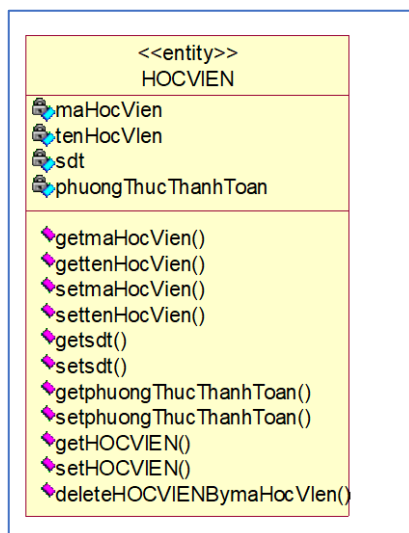 <<entity>>
HOCVIEN
maHocVien
tenHocVIen
sdt
phuongThucThanhToan
getmaHocVien()
gettenHocVien()
setmaHocVien()
settenHocVien()
getsdt()
setsdt()
getphuongThucThanhToan()
setphuongThucThanhToan()
getHOCVIEN()
setHOCVIEN()
deleteHOCVIENBymaHocVIen()